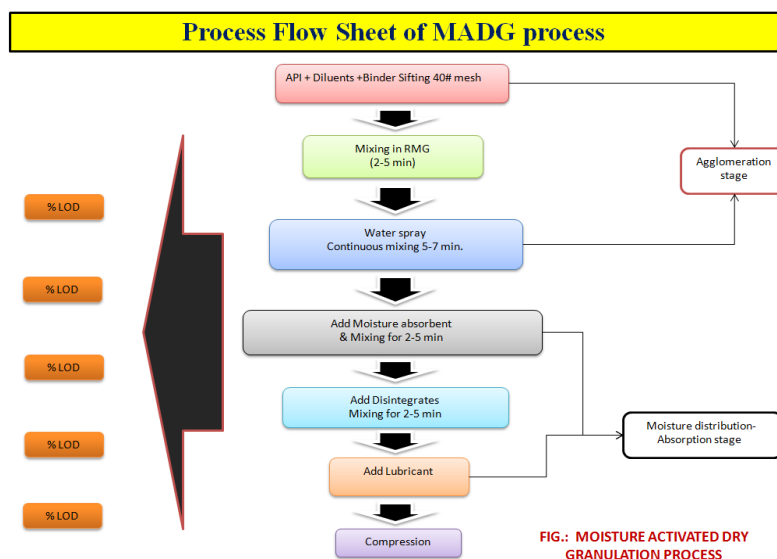 Process Flow Sheet of MADG process
API + Diluents +Binder Sifting 40# mesh
Mixing in RMG
(2-5 min)
Agglomeration
stage
% LOD
Water spray
Continuous mixing 5-7 min.
% LOD
Add Moisture absorbent
& Mixing for 2-5 min
% LOD
Add Disintegrates
Mixing for 2-5 min
Moisture distribution-
Absorption stage
% LOD
Add Lubricant
% LOD
Compression
FIG.: MOISTURE ACTIVATED DRY
GRANULATION PROCESS